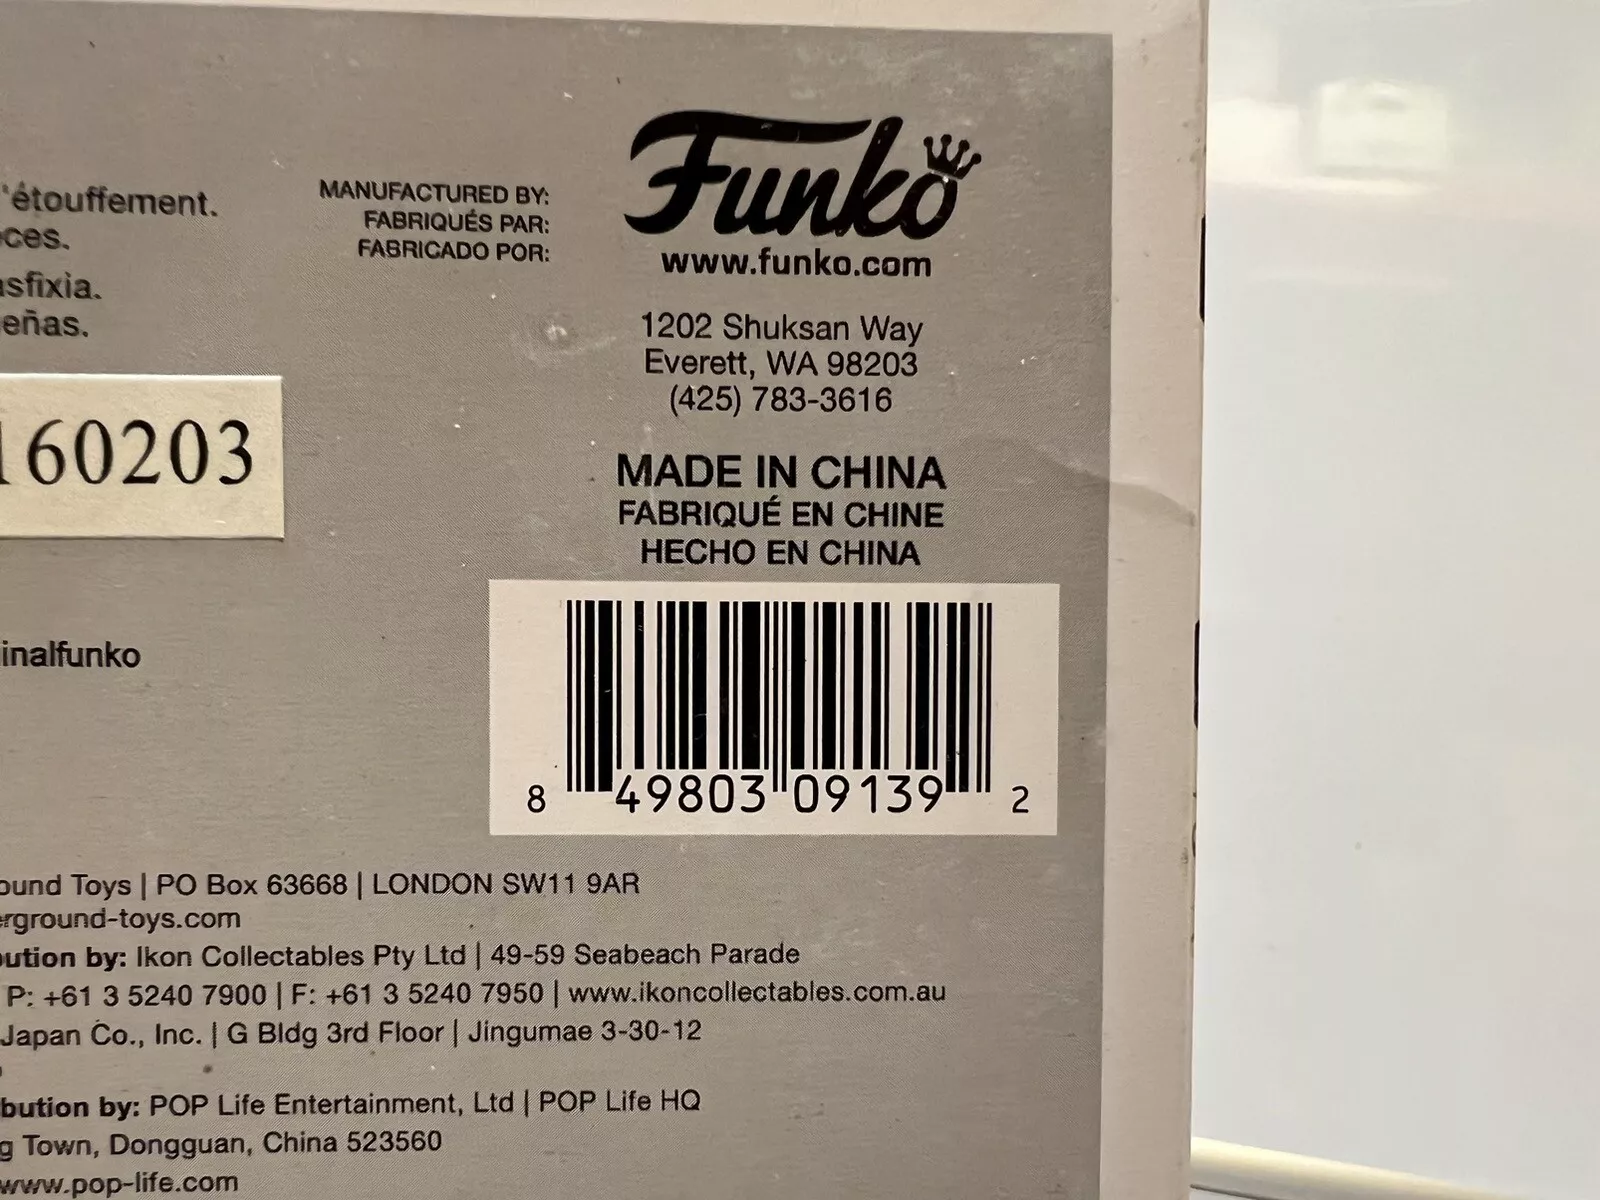 'étouffement.
MANUFACTURED BY:
FABRIQUÉS PAR:
FABRICADO POR:
Funko
www.funko.com
1202 Shuksan Way
Everett, WA 98203
(425) 783-3616
MADE IN CHINA
FABRIQUÉ EN CHINE
HECHO EN CHINA
160203
inalfunko
8 49803 09139 2
ound Toys | PO Box 63668 | LONDON SW11 9AR
erground-toys.com
ution by: Ikon Collectables Pty Ltd | 49-59 Seabeach Parade
P: +61 3 5240 7900 | F: +61 3 5240 7950 | www.ikoncollectables.com.au
Japan Co., Inc. | G Bldg 3rd Floor | Jingumae 3-30-12
bution by: POP Life Entertainment, Ltd | POP Life HQ
g Town, Dongguan, China 523560
www.pop-life.com